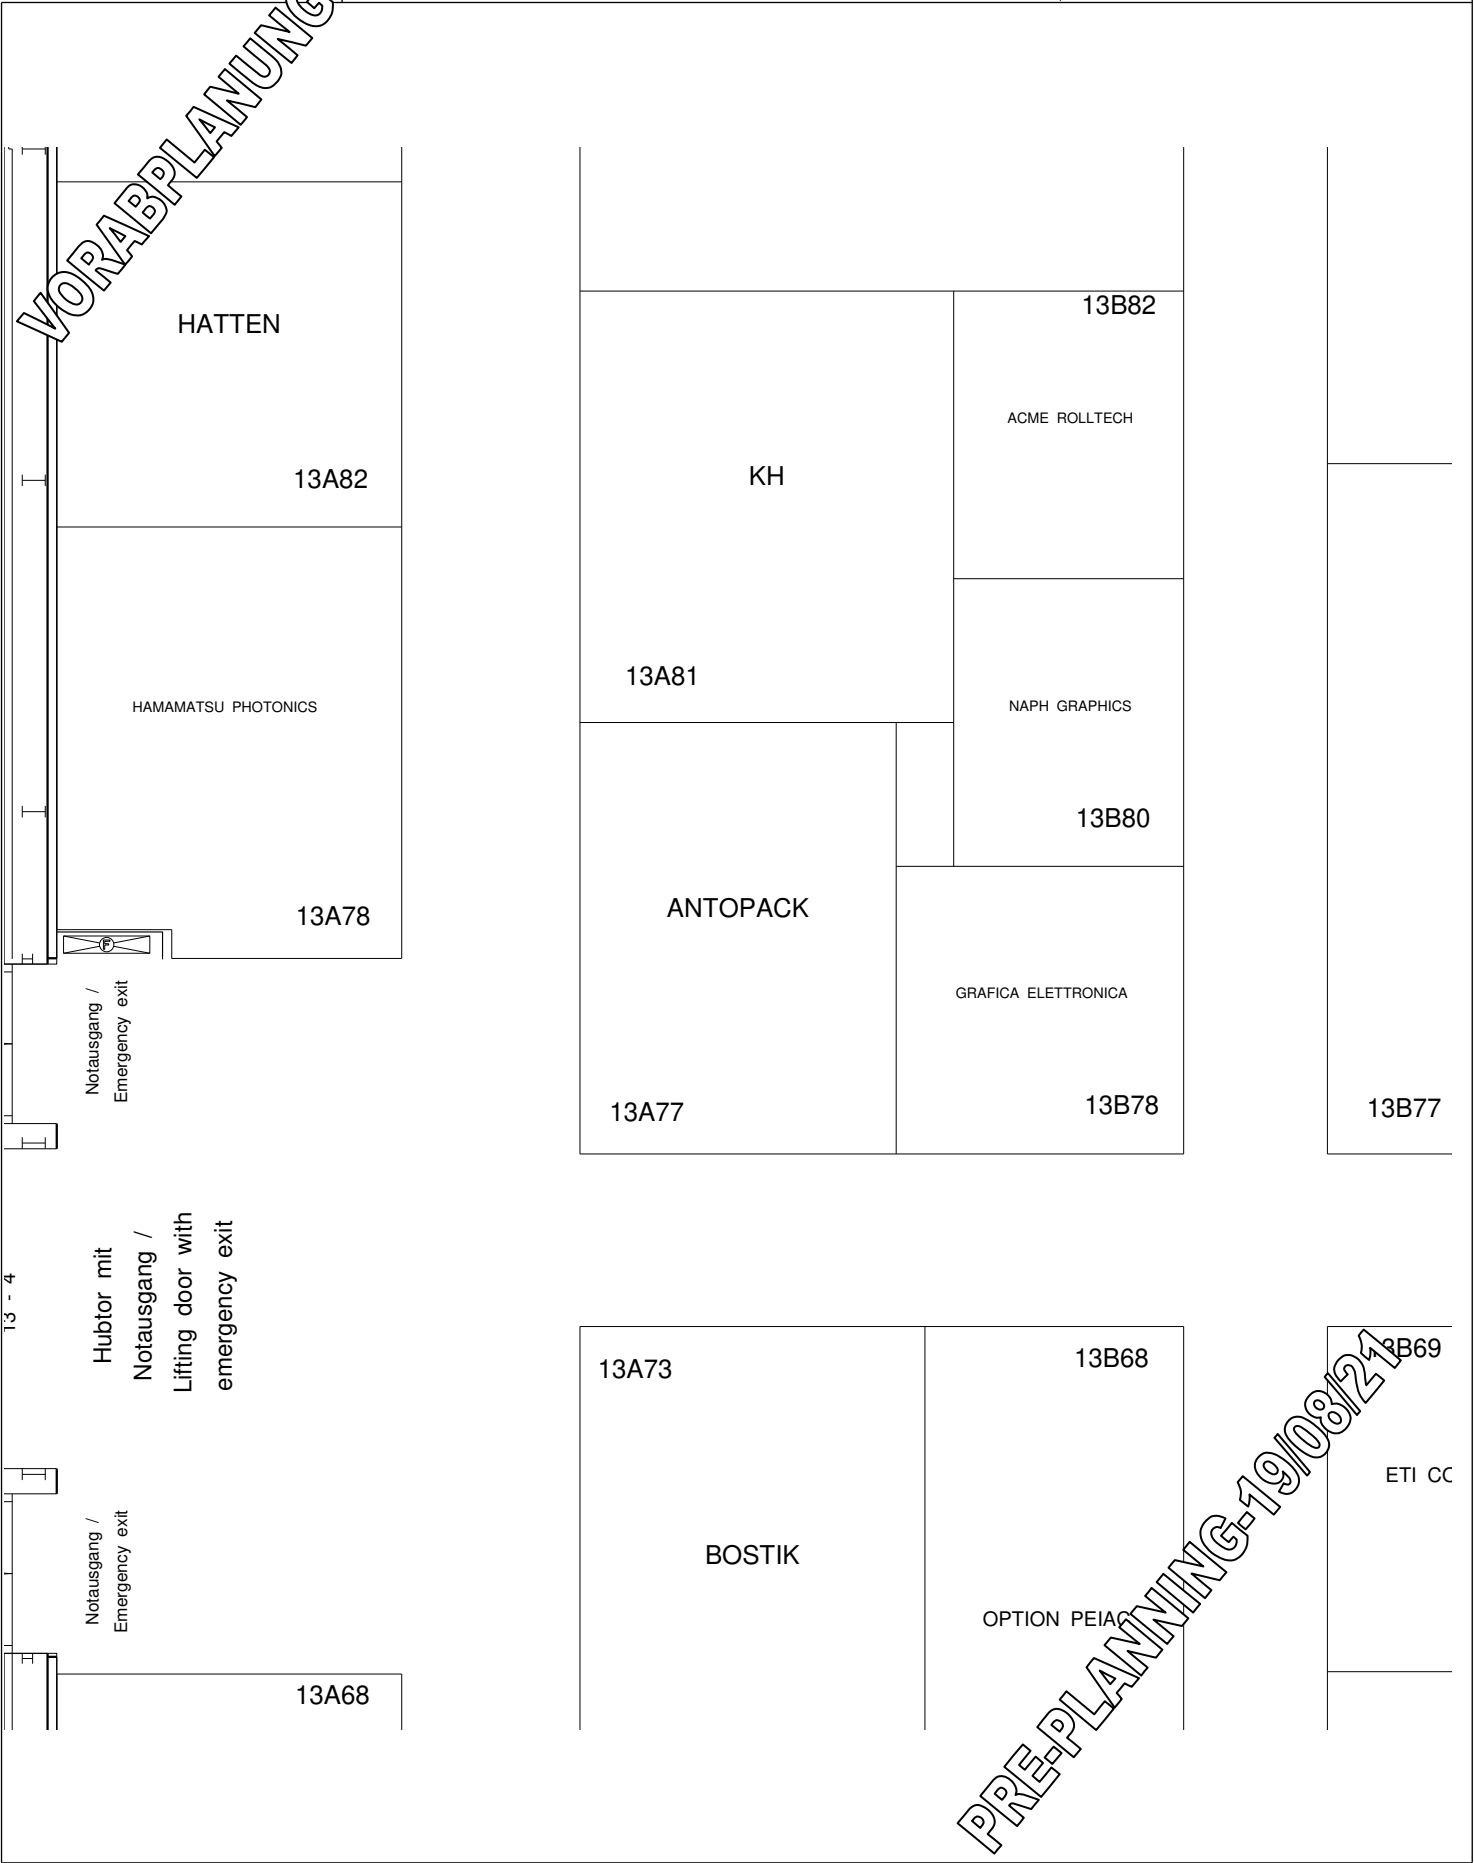 VORABPLANUNG
HATTEN
13A82
HAMAMATSU PHOTONICS
13A78
F
Notausgang /
Emergency exit
13B82
ACME ROLLTECH
KH
13A81
NAPH GRAPHICS
13B80
ANTOPACK
13A77
GRAFICA ELETTRONICA
13B78
13B77
13 - 4
Hubtor mit
Notausgang /
Lifting door with
emergency exit
Notausgang /
Emergency exit
13A68
13A73
BOSTIK
13B68
OPTION PEIAC
3B69
ETI CC
PRE-PLANNING-19/08/21